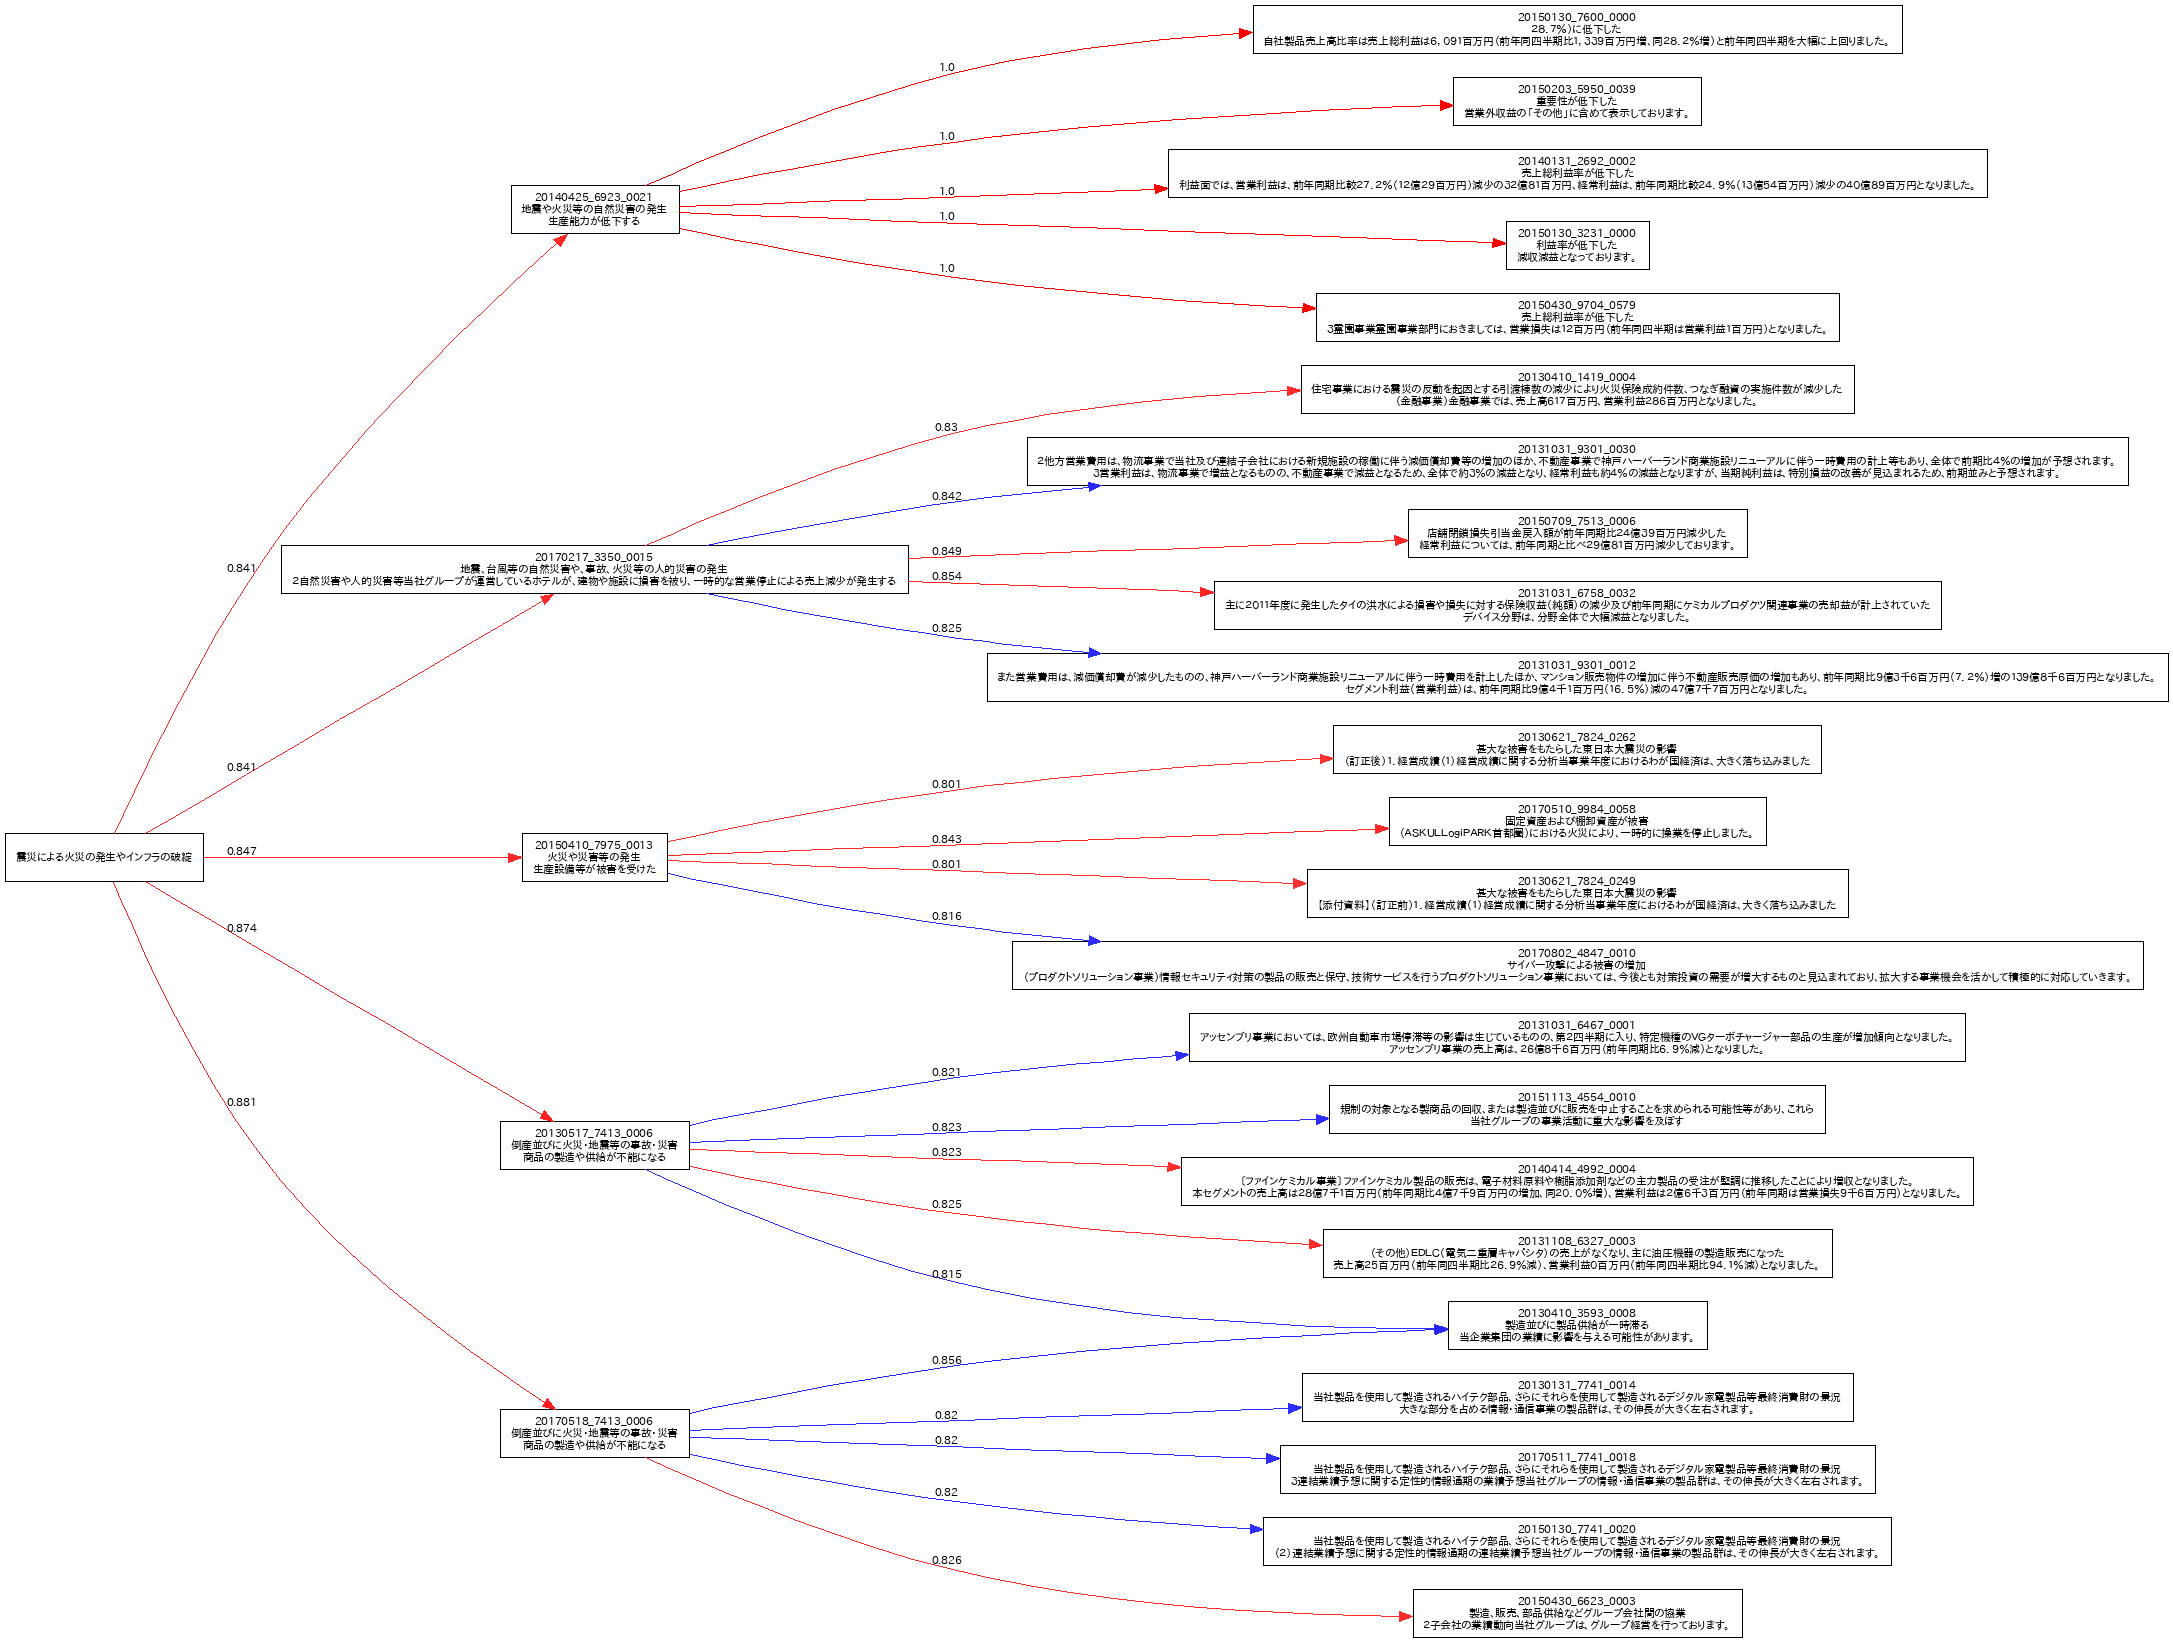 震災による火災の発生やインフラの破綻
0.841
0.841
0.847
0.874
0.881
20140425_6923_0021
地震や火災等の自然災害の発生
生産能力が低下する
20170217_3350_0015
地震、台風等の自然災害や、事故、火災等の人的災害の発生
2自然災害や人的災害等当社グループが運営しているホテルが、建物や施設に損害を被り、一時的な営業停止による売上減少が発生する
20150410_7975_0013
火災や災害等の発生
生産設備等が被害を受けた
20130517_7413_0006
倒産並びに火災・地震等の事故・災害
商品の製造や供給が不能になる
20170518_7413_0006
倒産並びに火災・地震等の事故・災害
商品の製造や供給が不能になる
1.0
1.0
1.0
1.0
1.0
0.83
0.842
0.849
0.854
0.825
0.801
0.843
0.801
0.816
0.821
0.823
0.823
0.825
0.815
0.856
0.82
0.82
0.82
0.826
20150130_7600_0000
28.7%)に低下した
自社製品売上高比率は売上総利益は6,091百万円(前年同四半期比1,339百万円増、同28.2%増)と前年同四半期を大幅に上回りました。
20150203_5950_0039
重要性が低下した
営業外収益の「その他」に含めて表示しております。
20140131_2692_0002
売上総利益率が低下した
利益面では、営業利益は、前年同期比較27.2%(12億29百万円)減少の32億81百万円、経常利益は、前年同期比較24.9%(13億54百万円)減少の40億89百万円となりました。
20150130_3231_0000
利益率が低下した
減収減益となっております。
20150430_9704_0579
売上総利益率が低下した
3霊園事業霊園事業部門におきましては、営業損失は12百万円(前年同四半期は営業利益1百万円)となりました。
20130410_1419_0004
住宅事業における震災の反動を起因とする引渡棟数の減少により火災保険成約件数、つなぎ融資の実施件数が減少した
(金融事業)金融事業では、売上高617百万円、営業利益286百万円となりました。
20131031_9301_0030
2他方営業費用は、物流事業で当社及び連結子会社における新規施設の稼働に伴う減価償却費等の増加のほか、不動産事業で神戸ハーバーランド商業施設リニューアルに伴う一時費用の計上等もあり、全体で前期比4%の増加が予想されます。
3営業利益は、物流事業で増益となるものの、不動産事業で減益となるため、全体で約3%の減益となり、経常利益も約4%の減益となりますが、当期純利益は、特別損益の改善が見込まれるため、前期並みと予想されます。
20150709_7513_0006
店舗閉鎖損失引当金戻入額が前年同期比24億39百万円減少した
経常利益については、前年同期と比べ29億81百万円減少しております。
20131031_6758_0032
主に2011年度に発生したタイの洪水による損害や損失に対する保険収益(純額)の減少及び前年同期にケミカルプロダクツ関連事業の売却益が計上されていた
デバイス分野は、分野全体で大幅減益となりました。
20131031_9301_0012
また営業費用は、減価償却費が減少したものの、神戸ハーバーランド商業施設リニューアルに伴う一時費用を計上したほか、マンション販売物件の増加に伴う不動産販売原価の増加もあり、前年同期比9億3千6百万円(7.2%)増の139億8千6百万円となりました。
セグメント利益(営業利益)は、前年同期比9億4千1百万円(16.5%)減の47億7千7百万円となりました。
20130621_7824_0262
甚大な被害をもたらした東日本大震災の影響
(訂正後)1.経営成績(1)経営成績に関する分析当事業年度におけるわが国経済は、大きく落ち込みました
20170510_9984_0058
固定資産および棚卸資産が被害
(ASKULLogiPARK首都圏)における火災により、一時的に操業を停止しました。
20130621_7824_0249
甚大な被害をもたらした東日本大震災の影響
【添付資料】(訂正前)1.経営成績(1)経営成績に関する分析当事業年度におけるわが国経済は、大きく落ち込みました
20170802_4847_0010
サイバー攻撃による被害の増加
(プロダクトソリューション事業)情報セキュリティ対策の製品の販売と保守、技術サービスを行うプロダクトソリューション事業においては、今後とも対策投資の需要が増大するものと見込まれており、拡大する事業機会を活かして積極的に対応していきます。
20131031_6467_0001
アッセンブリ事業においては、欧州自動車市場停滞等の影響は生じているものの、第2四半期に入り、特定機種のVGターボチャージャー部品の生産が増加傾向となりました。
アッセンブリ事業の売上高は、26億8千6百万円(前年同期比6.9%減)となりました。
20151113_4554_0010
規制の対象となる製商品の回収、または製造並びに販売を中止することを求められる可能性等があり、これら
当社グループの事業活動に重大な影響を及ぼす
20140414_4992_0004
〔ファインケミカル事業〕ファインケミカル製品の販売は、電子材料原料や樹脂添加剤などの主力製品の受注が堅調に推移したことにより増収となりました。
本セグメントの売上高は28億7千1百万円(前年同期比4億7千9百万円の増加、同20.0%増)、営業利益は2億6千3百万円(前年同期は営業損失9千6百万円)となりました。
20131108_6327_0003
(その他)EDLC(電気二重層キャパシタ)の売上がなくなり、主に油圧機器の製造販売になった
売上高25百万円(前年同四半期比26.9%減)、営業利益0百万円(前年同四半期比94.1%減)となりました。
20130410_3593_0008
製造並びに製品供給が一時滞る
当企業集団の業績に影響を与える可能性があります。
20130131_7741_0014
当社製品を使用して製造されるハイテク部品、さらにそれらを使用して製造されるデジタル家電製品等最終消費財の景況
大きな部分を占める情報・通信事業の製品群は、その伸長が大きく左右されます。
20170511_7741_0018
当社製品を使用して製造されるハイテク部品、さらにそれらを使用して製造されるデジタル家電製品等最終消費財の景況
3連結業績予想に関する定性的情報通期の業績予想当社グループの情報・通信事業の製品群は、その伸長が大きく左右されます。
20150130_7741_0020
当社製品を使用して製造されるハイテク部品、さらにそれらを使用して製造されるデジタル家電製品等最終消費財の景況
(2)連結業績予想に関する定性的情報通期の連結業績予想当社グループの情報・通信事業の製品群は、その伸長が大きく左右されます。
20150430_6623_0003
製造、販売、部品供給などグループ会社間の協業
2子会社の業績動向当社グループは、グループ経営を行っております。